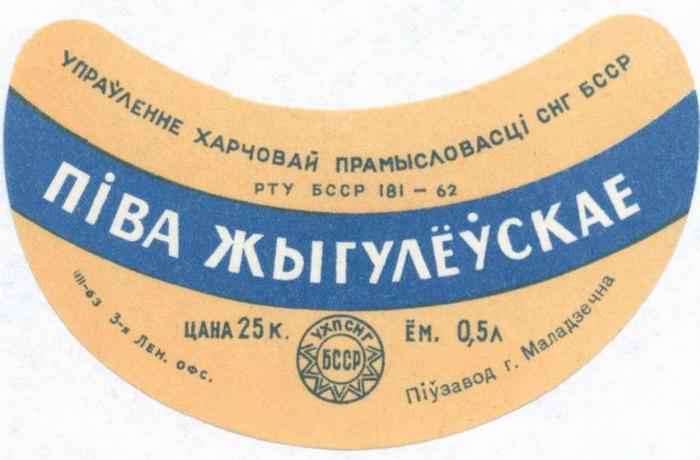 УПРАЎЛЕННЕ ХАРЧОВАЙ ПРАМЫСЛОВАСЦІ СНГ БССР
РТУ БССР 181 – 62
ПІВА ЖЫГУЛЁЎСКАЕ
ЦАНА 25 к.
УХПСНГ
БССР
ЁМ. 0,5л
III-63 3-я Лен. офс.
Піўзавод г. Маладзечна